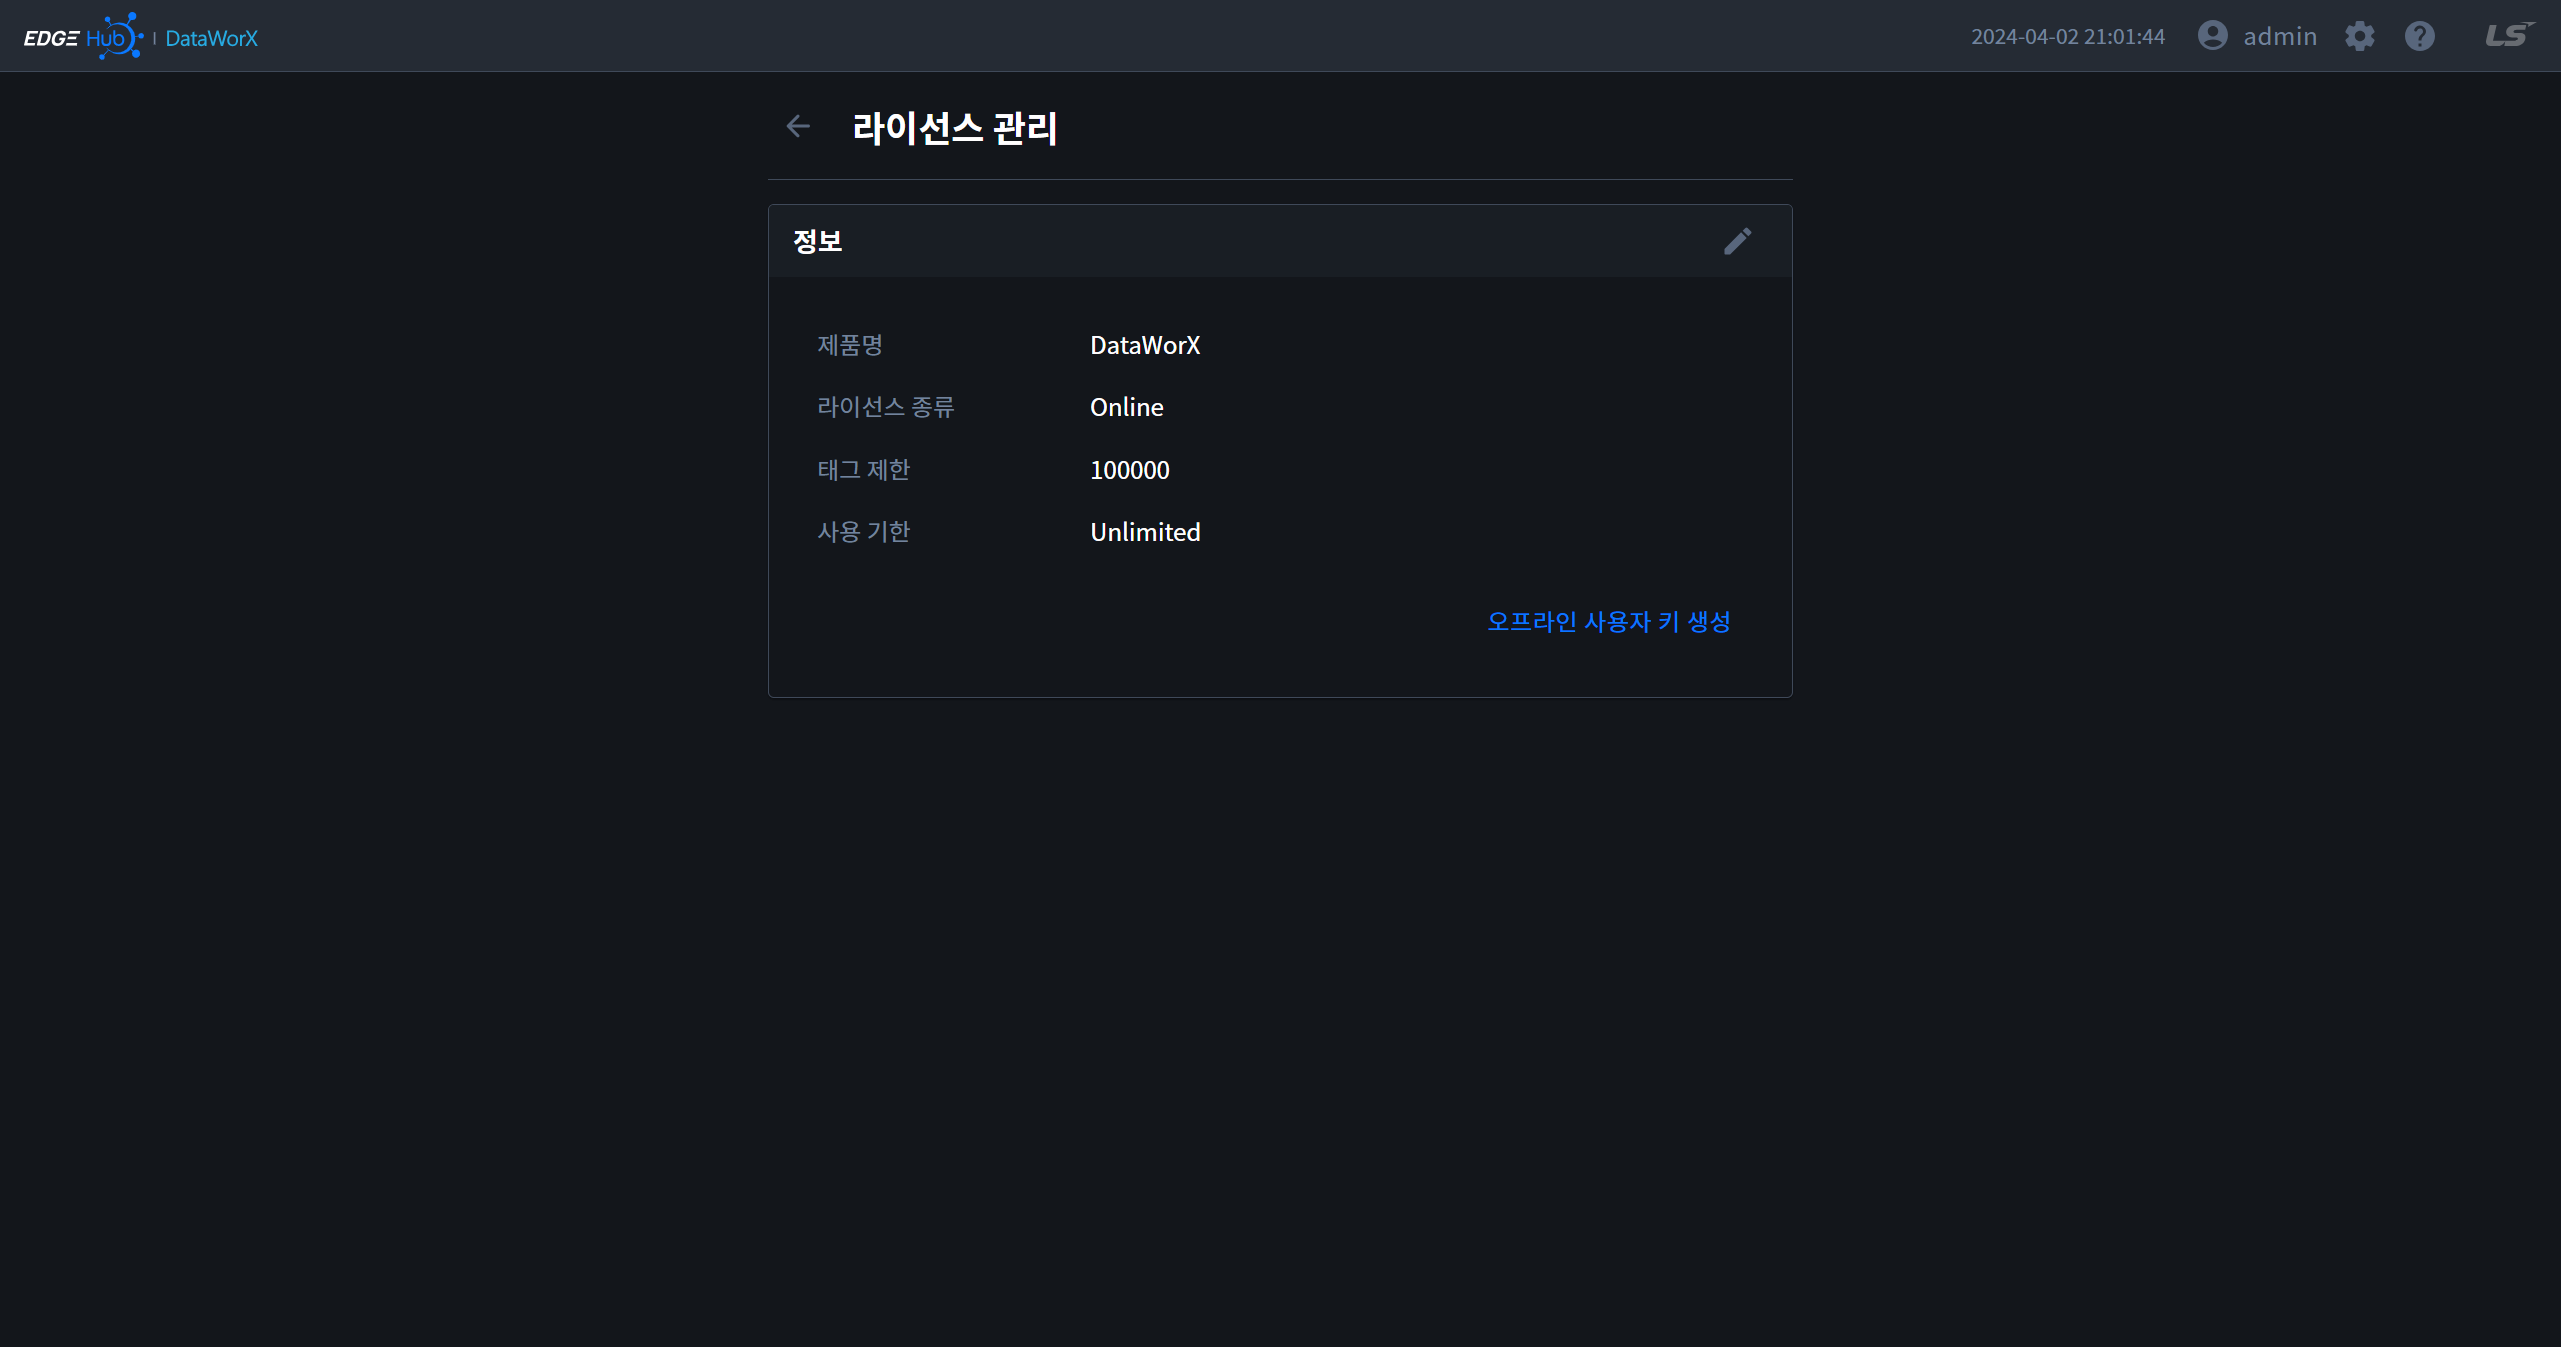 EDGE Hub | DataWorX
2024-04-02 21:01:44 admin LS
라이선스 관리
정보
제품명 DataWorX
라이선스 종류 Online
태그 제한 100000
사용 기한 Unlimited
오프라인 사용자 키 생성